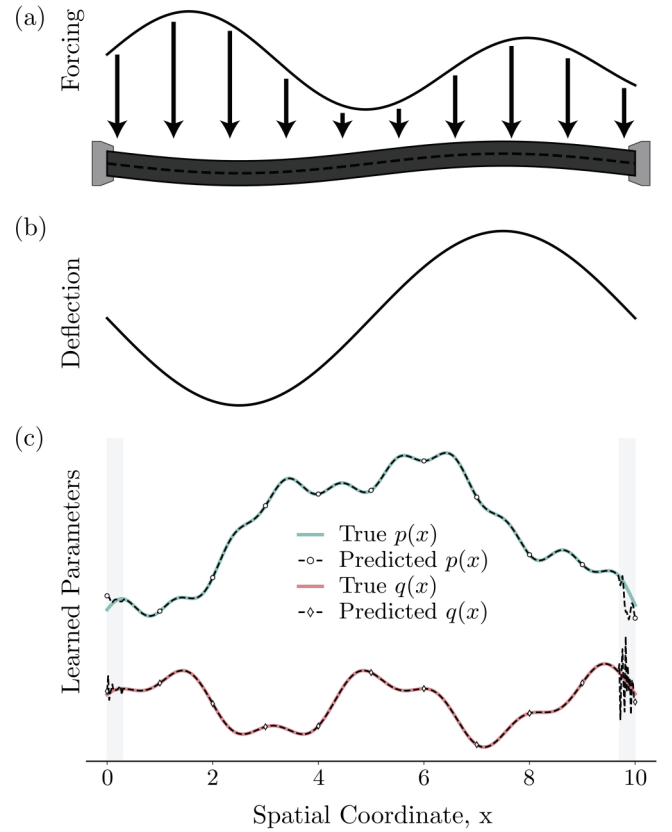 (a)
Forcing
(b)
Deflection
(c)
Learned Parameters
True p(x)
Predicted p(x)
True q(x)
Predicted q(x)
0 2 4 6 8 10
Spatial Coordinate, x